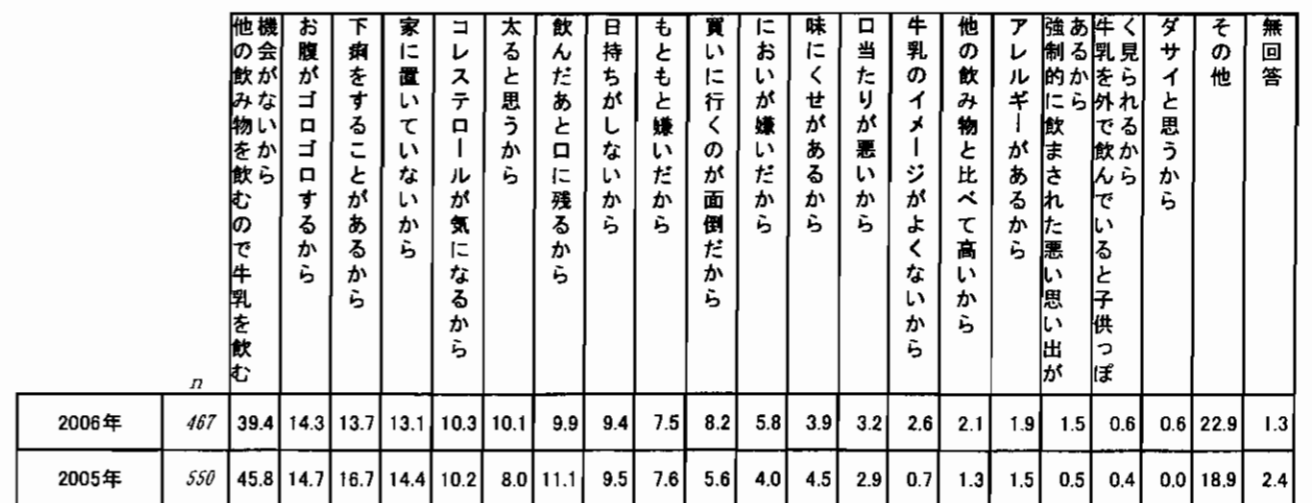 他の飲み物を飲むので牛乳を飲む
機会がないから
お腹がゴロゴロするから
下痢をすることがあるから
家に置いていないから
コレステロールが気になるから
太ると思うから
飲んだあと口に残るから
日持ちがしないから
もともと嫌いだから
買いに行くのが面倒だから
においが嫌いだから
味にくせがあるから
口当たりが悪いから
牛乳のイメージがよくないから
他の飲み物と比べて高いから
アレルギーがあるから
強制的に飲まされた悪い思い出が
あるから
牛乳を外で飲んでいると子供っぽ
く見られるから
ダサイと思うから
その他
無回答
n
2006年 467 39.4 14.3 13.7 13.1 10.3 10.1 9.9 9.4 7.5 8.2 5.8 3.9 3.2 2.6 2.1 1.9 1.5 0.6 0.6 22.9 1.3
2005年 550 45.8 14.7 16.7 14.4 10.2 8.0 11.1 9.5 7.6 5.6 4.0 4.5 2.9 0.7 1.3 1.5 0.5 0.4 0.0 18.9 2.4